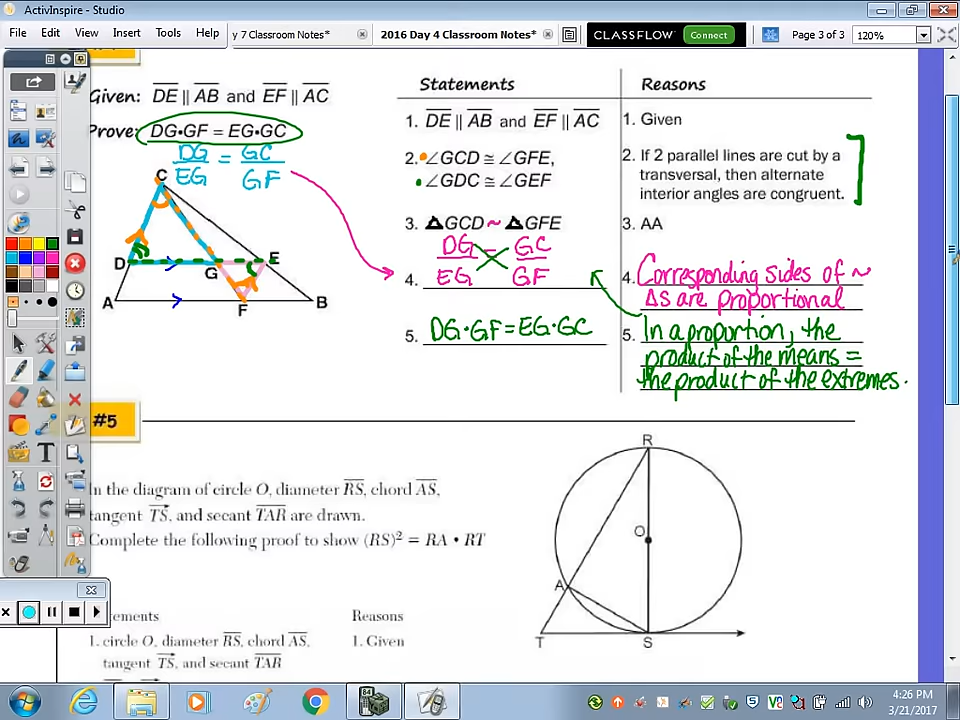 ActivInspire - Studio
File Edit View Insert Tools Help
y 7 Classroom Notes* 2016 Day 4 Classroom Notes* CLASSFLOW Connect Page 3 of 3 120%
Given: DE ∥ AB and EF ∥ AC
Prove: DG•GF = EG•GC
DG/EG = GC/GF
C
D
G
E
A
F
B
Statements
Reasons
1. DE ∥ AB and EF ∥ AC
1. Given
2. ∠GCD ≅ ∠GFE,
∠GDC ≅ ∠GEF
2. If 2 parallel lines are cut by a
transversal, then alternate
interior angles are congruent.
3. △GCD ~ △GFE
3. AA
4. DG/EG = GC/GF
4. Corresponding sides of ~
Δs are proportional
5. DG·GF=EG·GC
5. In a proportion, the
product of the means =
the product of the extremes.
#5
In the diagram of circle O, diameter RS, chord AS,
tangent TS, and secant TAR are drawn.
Complete the following proof to show (RS)² = RA • RT
R
O
A
T
S
tements
Reasons
1. circle O, diameter RS, chord AS,
tangent TS, and secant TAR
1. Given
4:26 PM
3/21/2017